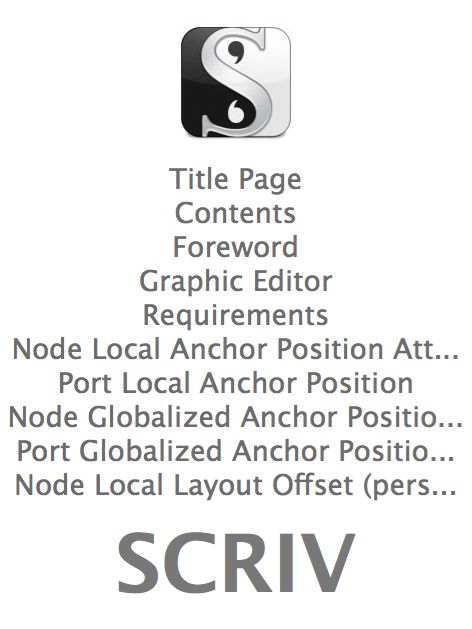 Title Page
Contents
Foreword
Graphic Editor
Requirements
Node Local Anchor Position Att...
Port Local Anchor Position
Node Globalized Anchor Positio...
Port Globalized Anchor Positio...
Node Local Layout Offset (pers...
SCRIV